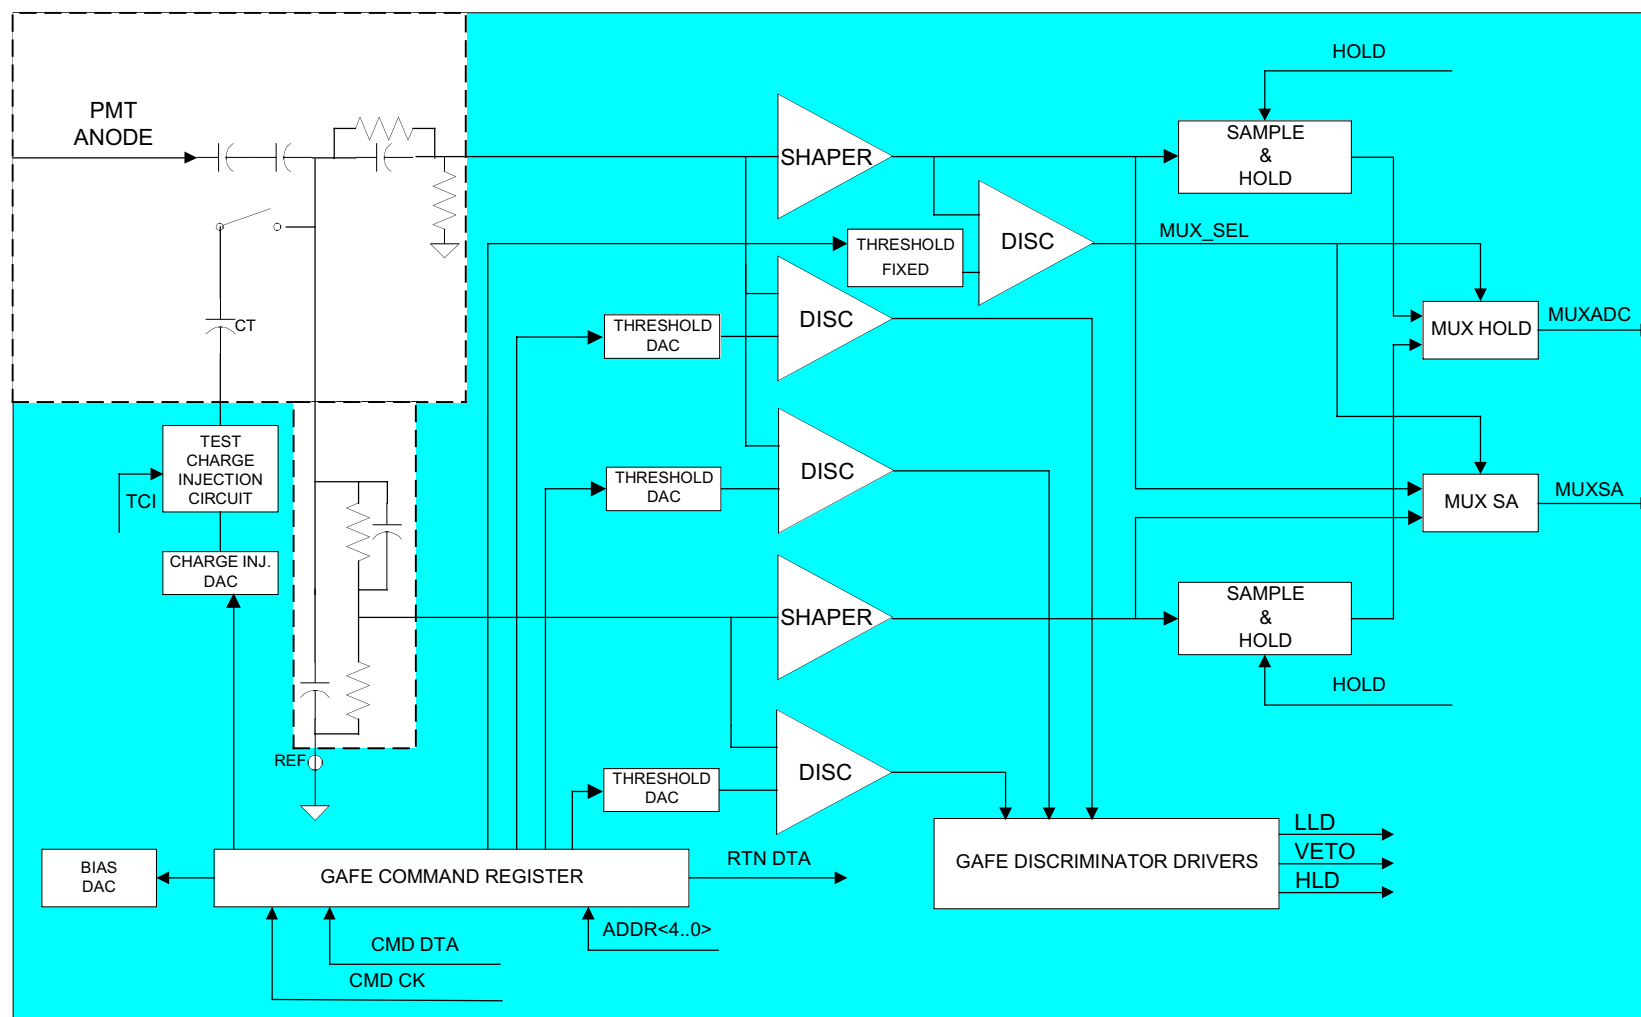 HOLD
PMT
ANODE
SHAPER
SAMPLE
&
HOLD
MUX_SEL
DISC
THRESHOLD
FIXED
CT
THRESHOLD
DAC
DISC
MUX HOLD
MUXADC
TEST
CHARGE
INJECTION
CIRCUIT
TCI
THRESHOLD
DAC
DISC
MUX SA
MUXSA
CHARGE INJ.
DAC
SHAPER
SAMPLE
&
HOLD
HOLD
REF
THRESHOLD
DAC
DISC
LLD
VETO
HLD
GAFE DISCRIMINATOR DRIVERS
BIAS
DAC
GAFE COMMAND REGISTER
RTN DTA
ADDR<4..0>
CMD DTA
CMD CK